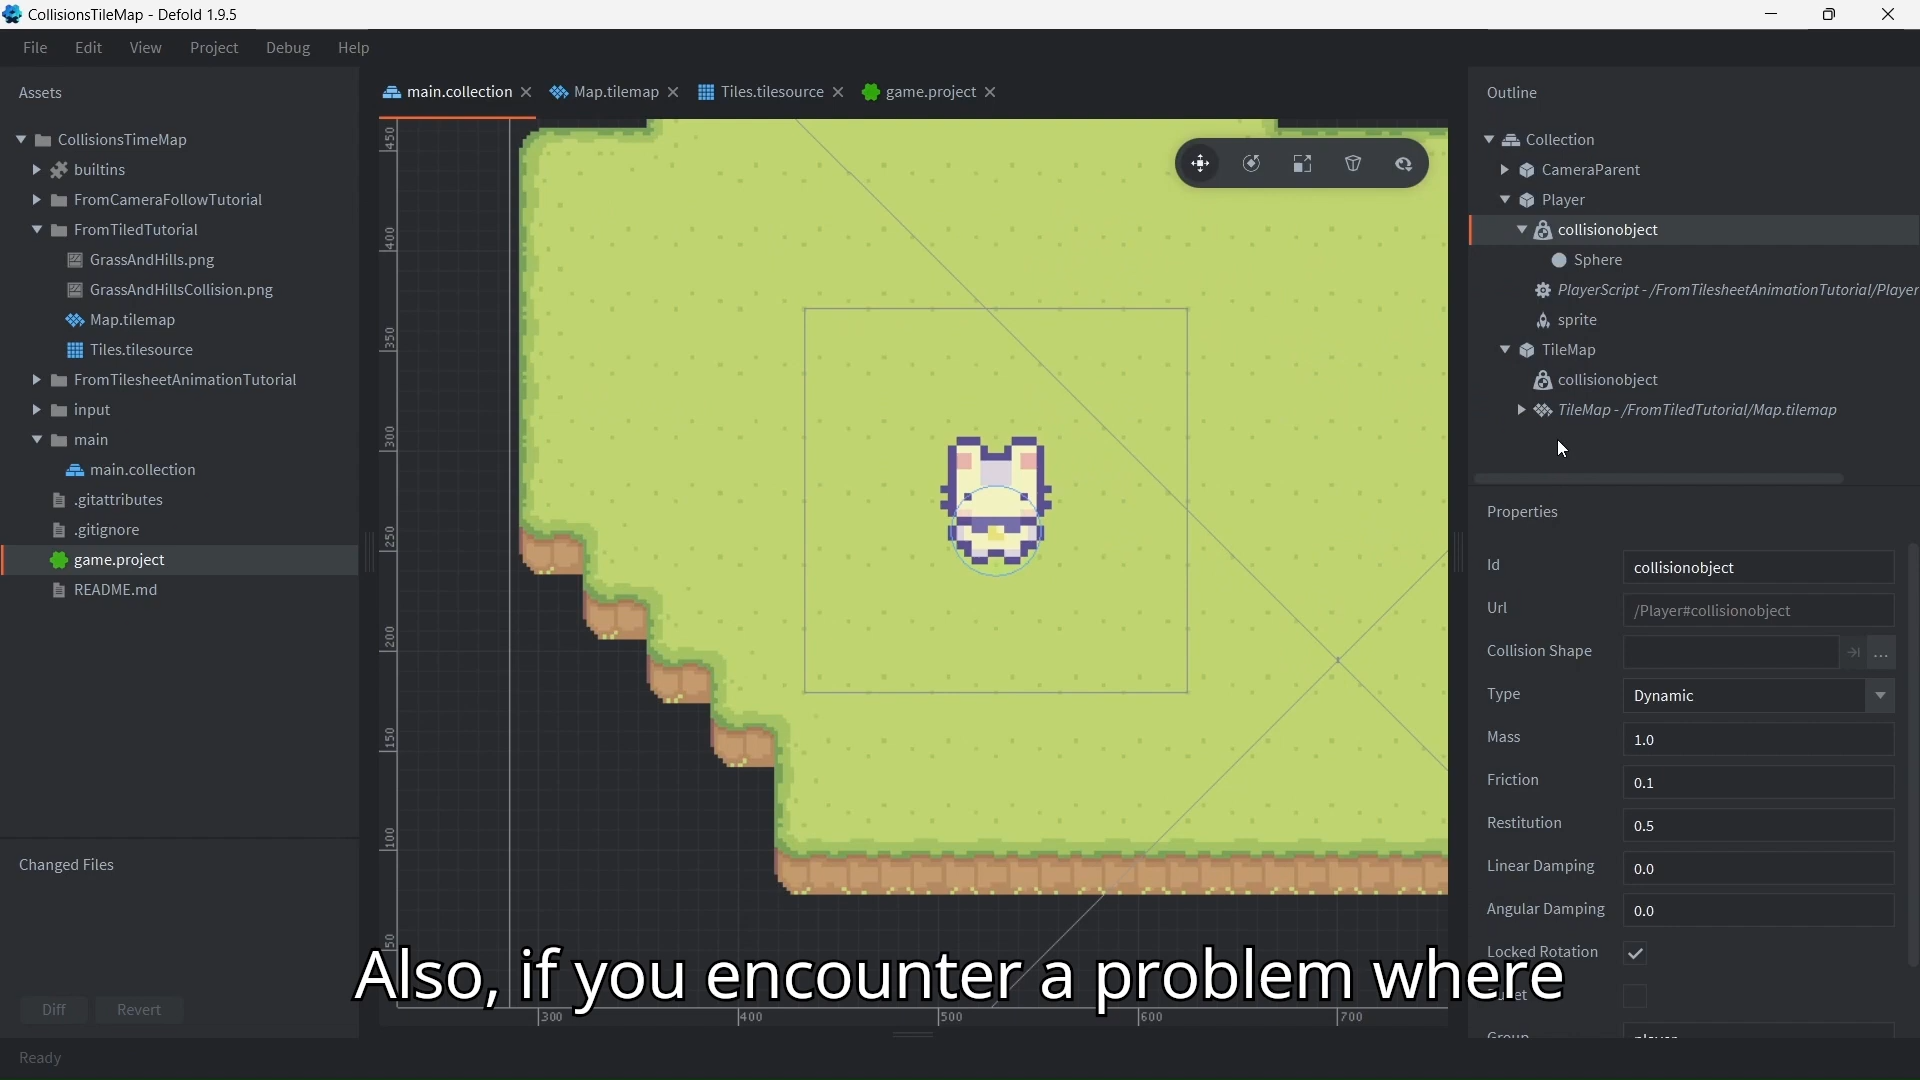 CollisionsTileMap - Defold 1.9.5
File Edit View Project Debug Help
Assets
CollisionsTimeMap
builtins
FromCameraFollowTutorial
FromTiledTutorial
GrassAndHills.png
GrassAndHillsCollision.png
Map.tilemap
Tiles.tilesource
FromTilesheetAnimationTutorial
input
main
main.collection
.gitattributes
.gitignore
game.project
README.md
Changed Files
Diff Revert
Ready
main.collection Map.tilemap Tiles.tilesource game.project
450
400
350
300
250
200
150
100
50
300 400 500 600 700
Also, if you encounter a problem where
Outline
Collection
CameraParent
Player
collisionobject
Sphere
PlayerScript - /FromTilesheetAnimationTutorial/Player
sprite
TileMap
collisionobject
TileMap - /FromTiledTutorial/Map.tilemap
Properties
Id collisionobject
Url /Player#collisionobject
Collision Shape ...
Type Dynamic
Mass 1.0
Friction 0.1
Restitution 0.5
Linear Damping 0.0
Angular Damping 0.0
Locked Rotation